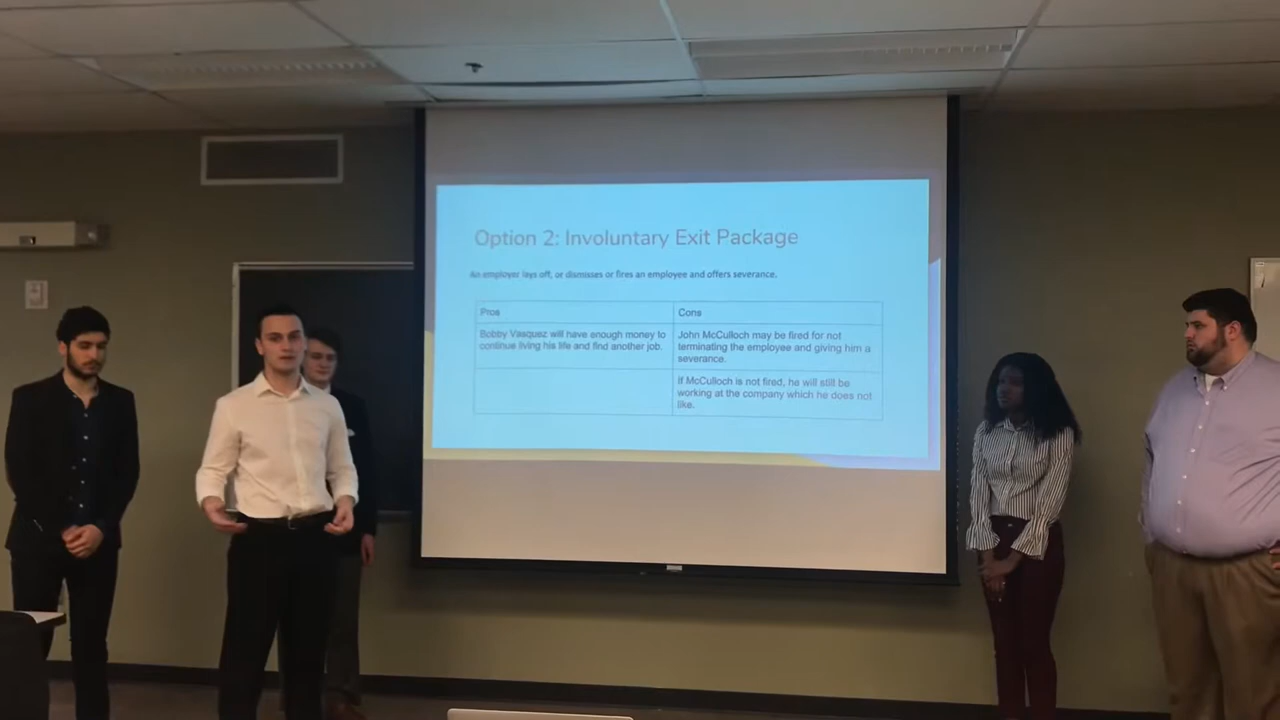 Option 2: Involuntary Exit Package
An employer lays off, or dismisses or fires an employee and offers severance.
Pros
Cons
Bobby Vasquez will have enough money to
continue living his life and find another job.
John McCulloch may be fired for not
terminating the employee and giving him a
severance.
If McCulloch is not fired, he will still be
working at the company which he does not
like.